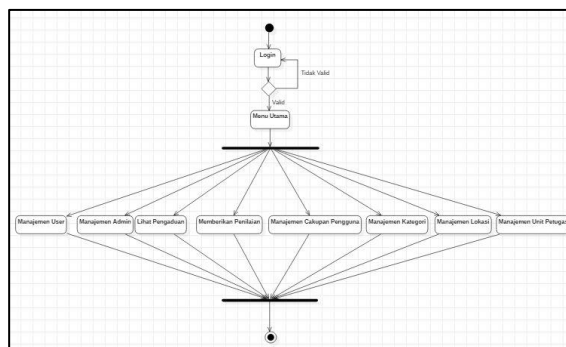 Login
Tidak Valid
Valid
Menu Utama
Manajemen User
Manajemen Admin
Lihat Pengaduan
Memberikan Penilaian
Manajemen Cakupan Pengguna
Manajemen Kategori
Manajemen Lokasi
Manajemen Unit Petugas